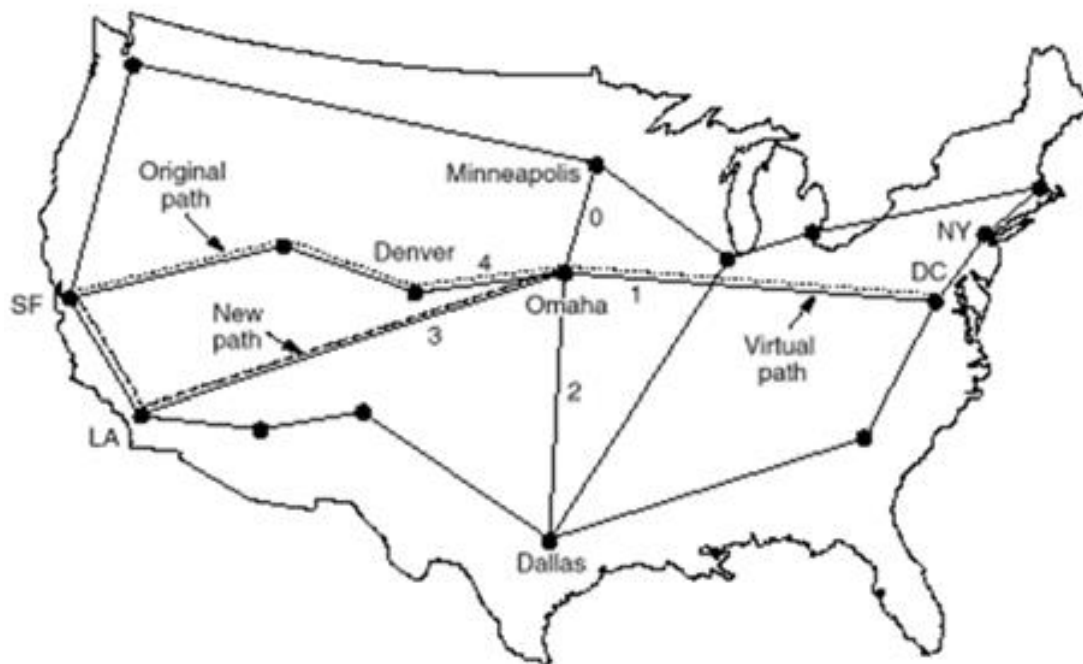 Minneapolis
0
Original
path
NY
Denver
4
DC
SF
Omaha
1
New
path
3
Virtual
path
2
LA
Dallas